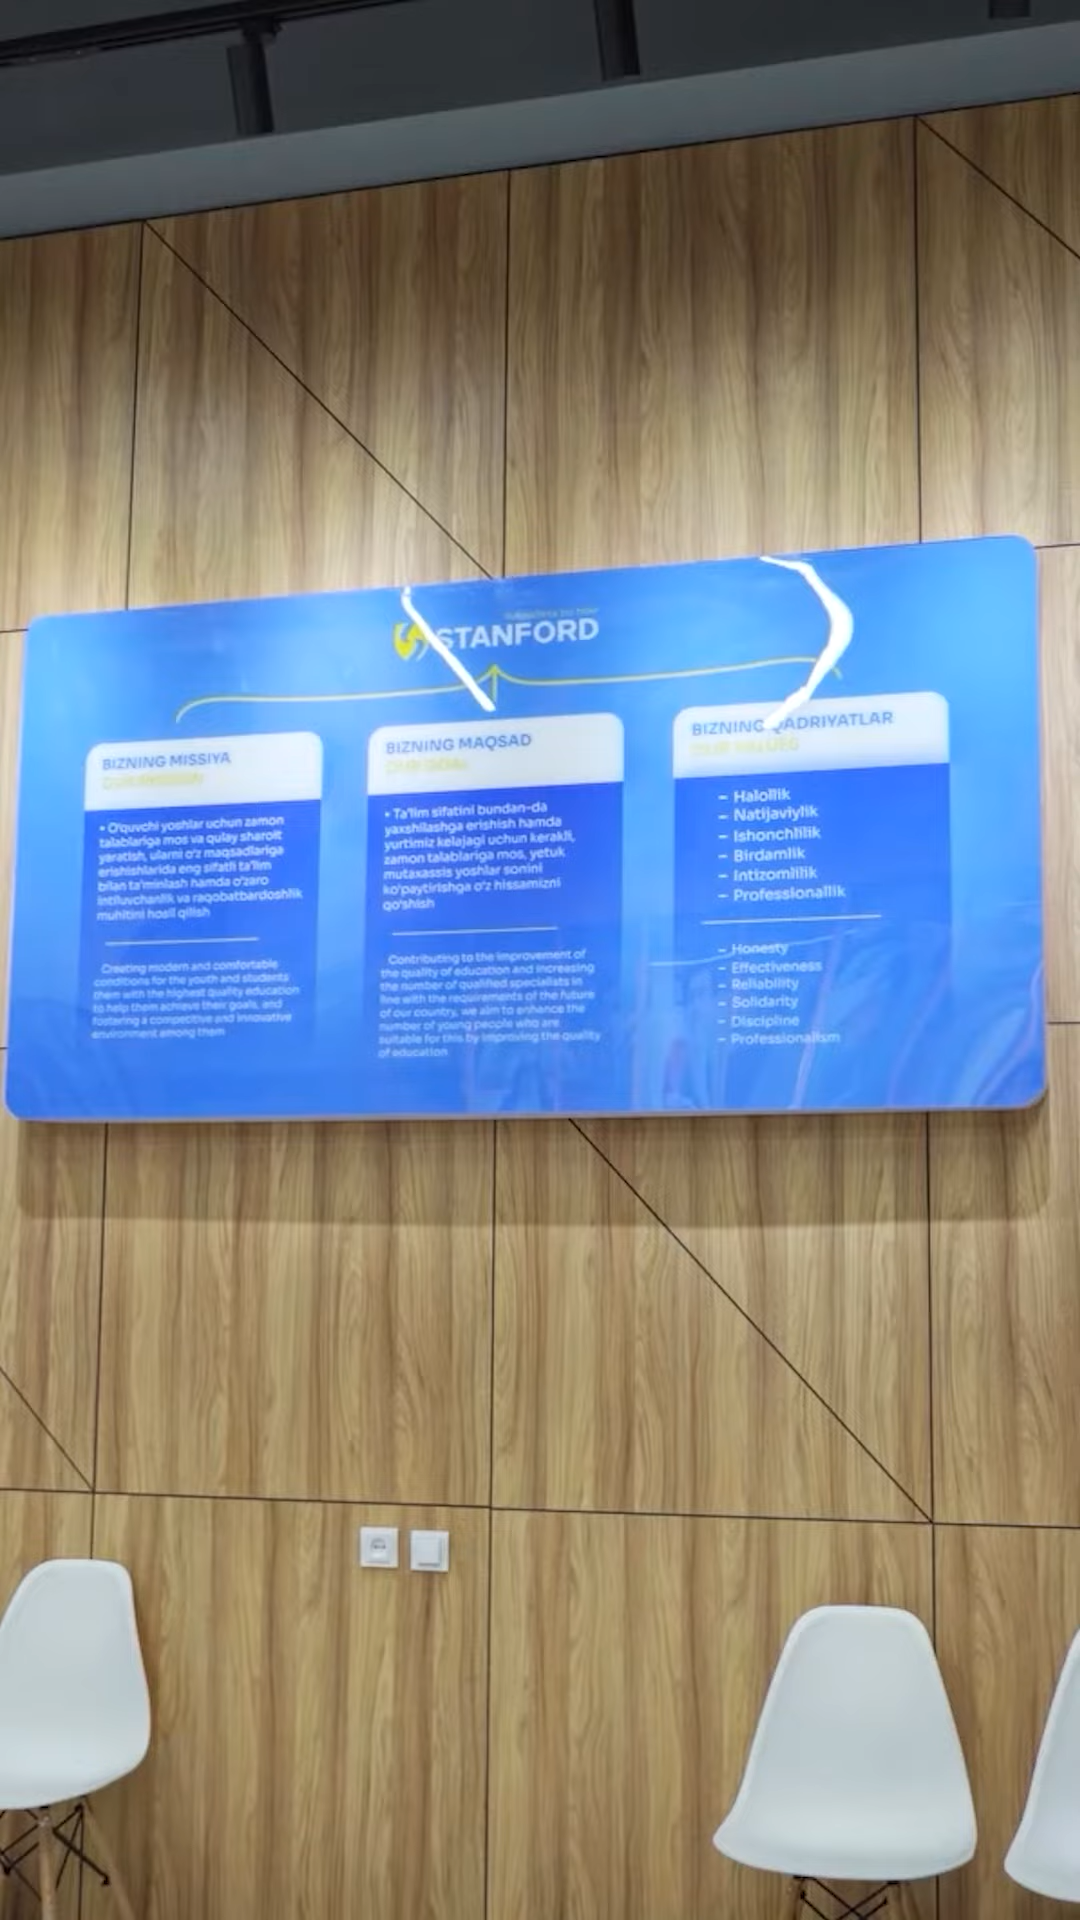 STANFORD
BIZNING MISSIYA
OUR MISSION
• O'quvchi yoshlar uchun zamon
talablariga mos va qulay sharoit
yaratish, ularni o'z maqsadlariga
erishishlarida eng sifatli ta'lim
bilan ta'minlash hamda o'zaro
intiluvchanlik va raqobatbardoshlik
muhitini hosil qilish
Creating modern and comfortable
conditions for the youth and students
them with the highest quality education
to help them achieve their goals, and
fostering a competitive and innovative
environment among them
BIZNING MAQSAD
OUR GOAL
• Ta'lim sifatini bundan-da
yaxshilashga erishish hamda
yurtimiz kelajagi uchun kerakli,
zamon talablariga mos, yetuk
mutaxassis yoshlar sonini
ko'paytirishga o'z hissamizni
qo'shish
Contributing to the improvement of
the quality of education and increasing
the number of qualified specialists in
line with the requirements of the future
of our country, we aim to enhance the
number of young people who are
suitable for this by improving the quality
of education
BIZNING QADRIYATLAR
OUR VALUES
– Halollik
– Natijaviylik
– Ishonchlilik
– Birdamlik
– Intizomlilik
– Professionallik
– Honesty
– Effectiveness
– Reliability
– Solidarity
– Discipline
– Professionalism